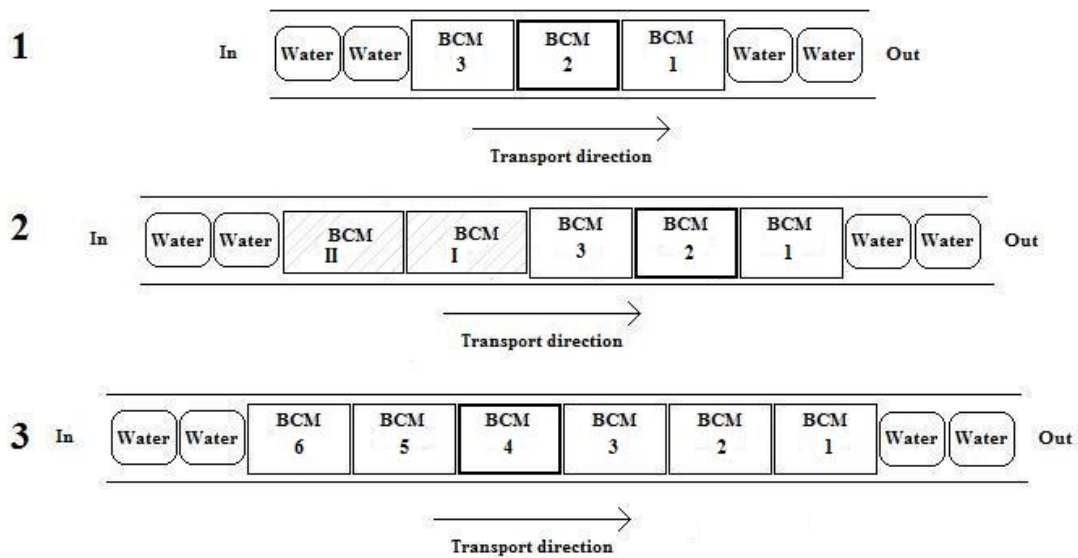 1
In
Water
Water
BCM
3
BCM
2
BCM
1
Water
Water
Out
Transport direction
2
In
Water
Water
BCM
II
BCM
I
BCM
3
BCM
2
BCM
1
Water
Water
Out
Transport direction
3
In
Water
Water
BCM
6
BCM
5
BCM
4
BCM
3
BCM
2
BCM
1
Water
Water
Out
Transport direction